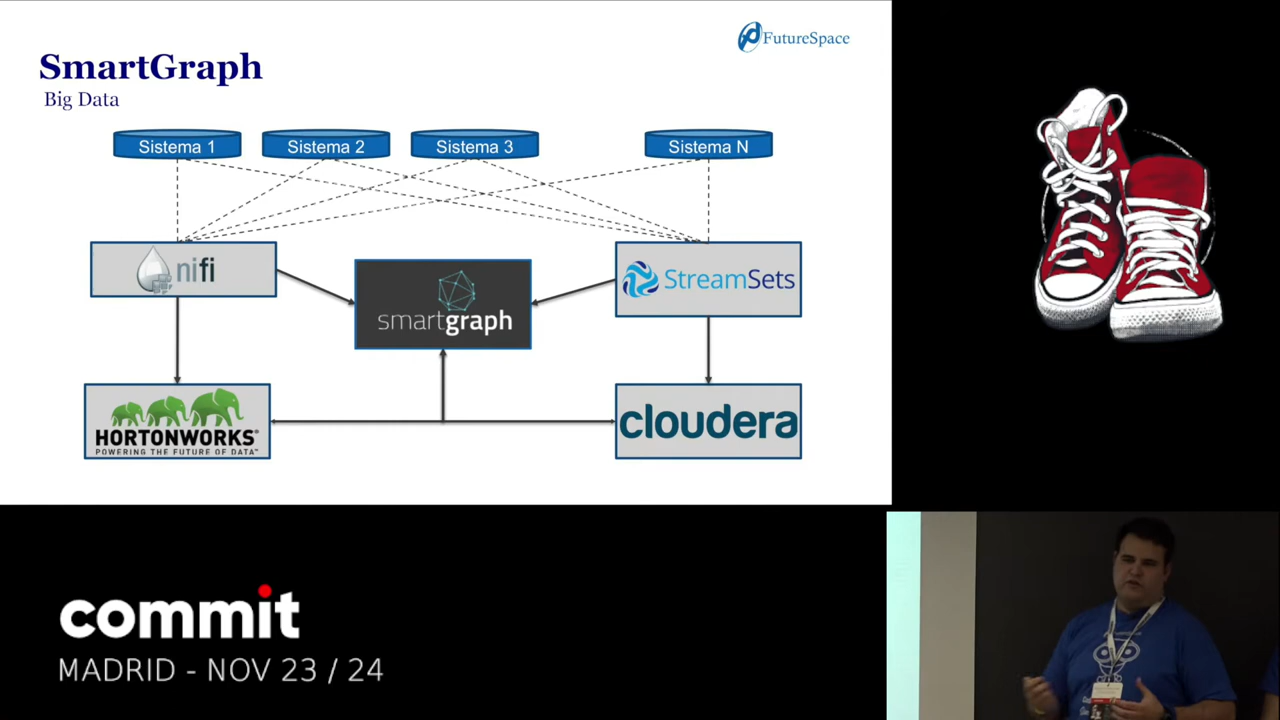 FutureSpace
SmartGraph
Big Data
Sistema 1
Sistema 2
Sistema 3
Sistema N
nifi
smartgraph
StreamSets
HORTONWORKS®
POWERING THE FUTURE OF DATA™
cloudera
commit
MADRID - NOV 23 / 24